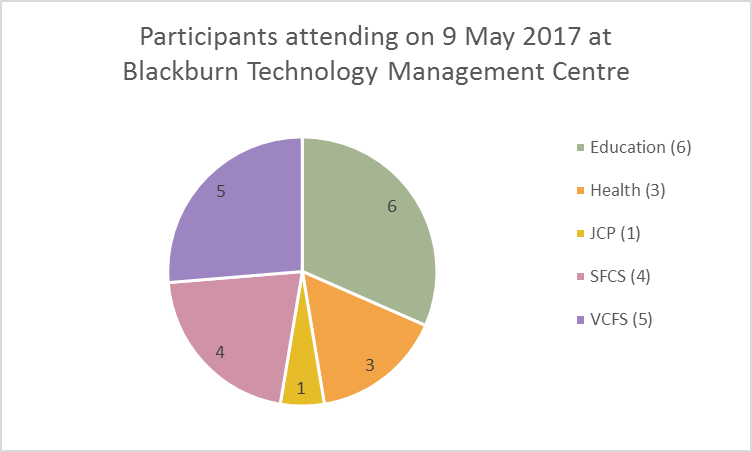 Participants attending on 9 May 2017 at
Blackburn Technology Management Centre
5
6
4
1
3
Education (6)
Health (3)
JCP (1)
SFCS (4)
VCFS (5)